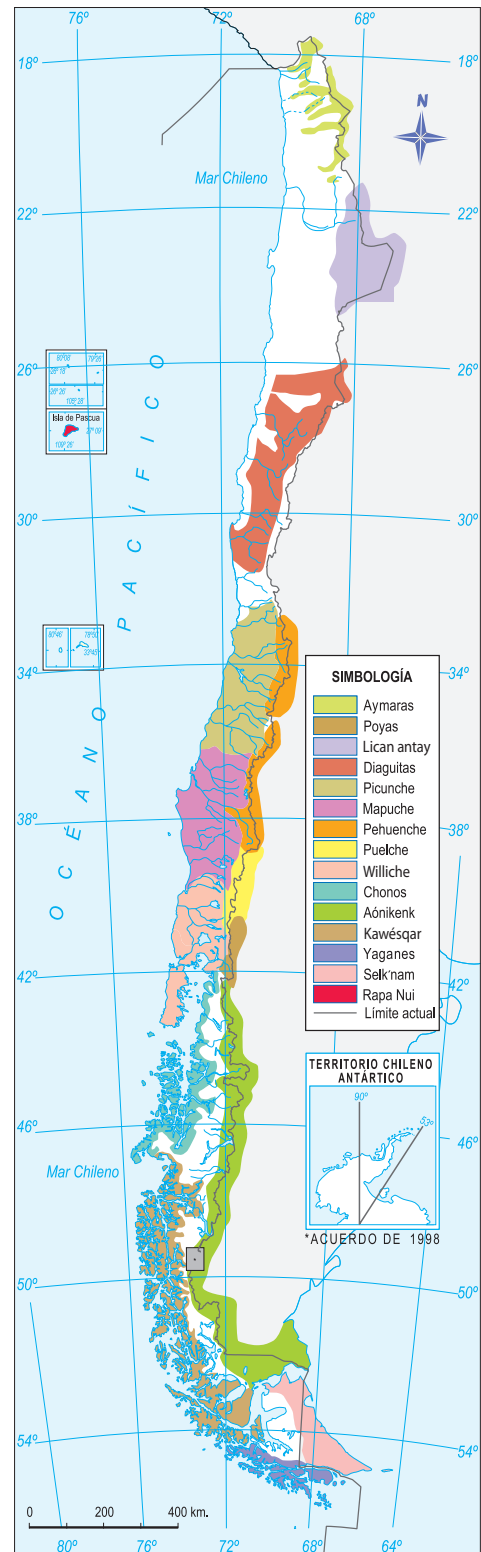 76º 72º 68º
18º 18º
N
Mar Chileno
22º 22º
26º 26º
Isla de Pascua
30º 30º
OCÉANO PACÍFICO
34º 34º
SIMBOLOGÍA
Aymaras
Poyas
Lican antay
Diaguitas
Picunche
Mapuche
Pehuenche
Puelche
Williche
Chonos
Aónikenk
Kawésqar
Yaganes
Selk'nam
Rapa Nui
Límite actual
38º 38º
42º 42º
TERRITORIO CHILENO
ANTÁRTICO
90º 53º
*ACUERDO DE 1998
46º 46º
Mar Chileno
50º 50º
54º 54º
0 200 400 km.
80º 76º 72º 68º 64º